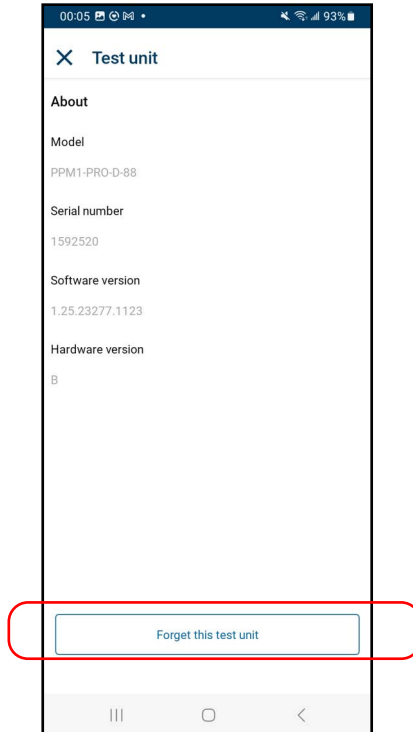 00:05 93%
Test unit
About
Model
PPM1-PRO-D-88
Serial number
1592520
Software version
1.25.23277.1123
Hardware version
B
Forget this test unit